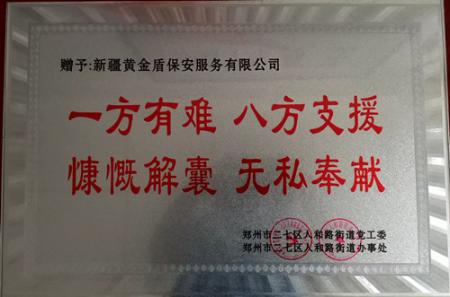 赠予:新疆黄金盾保安服务有限公司
一方有难 八方支援
慷慨解囊 无私奉献
郑州市二七区人和路街道党工委
郑州市二七区人和路街道办事处